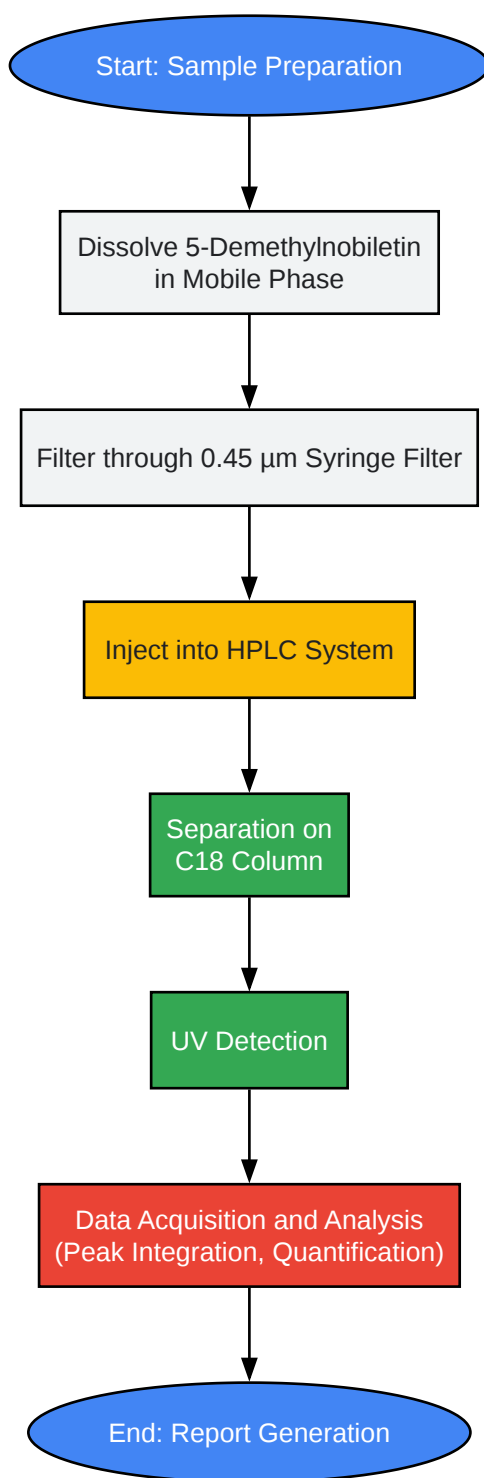 Start: Sample Preparation
Dissolve 5-Demethylnobiletin
in Mobile Phase
Filter through 0.45 µm Syringe Filter
Inject into HPLC System
Separation on
C18 Column
UV Detection
Data Acquisition and Analysis
(Peak Integration, Quantification)
End: Report Generation